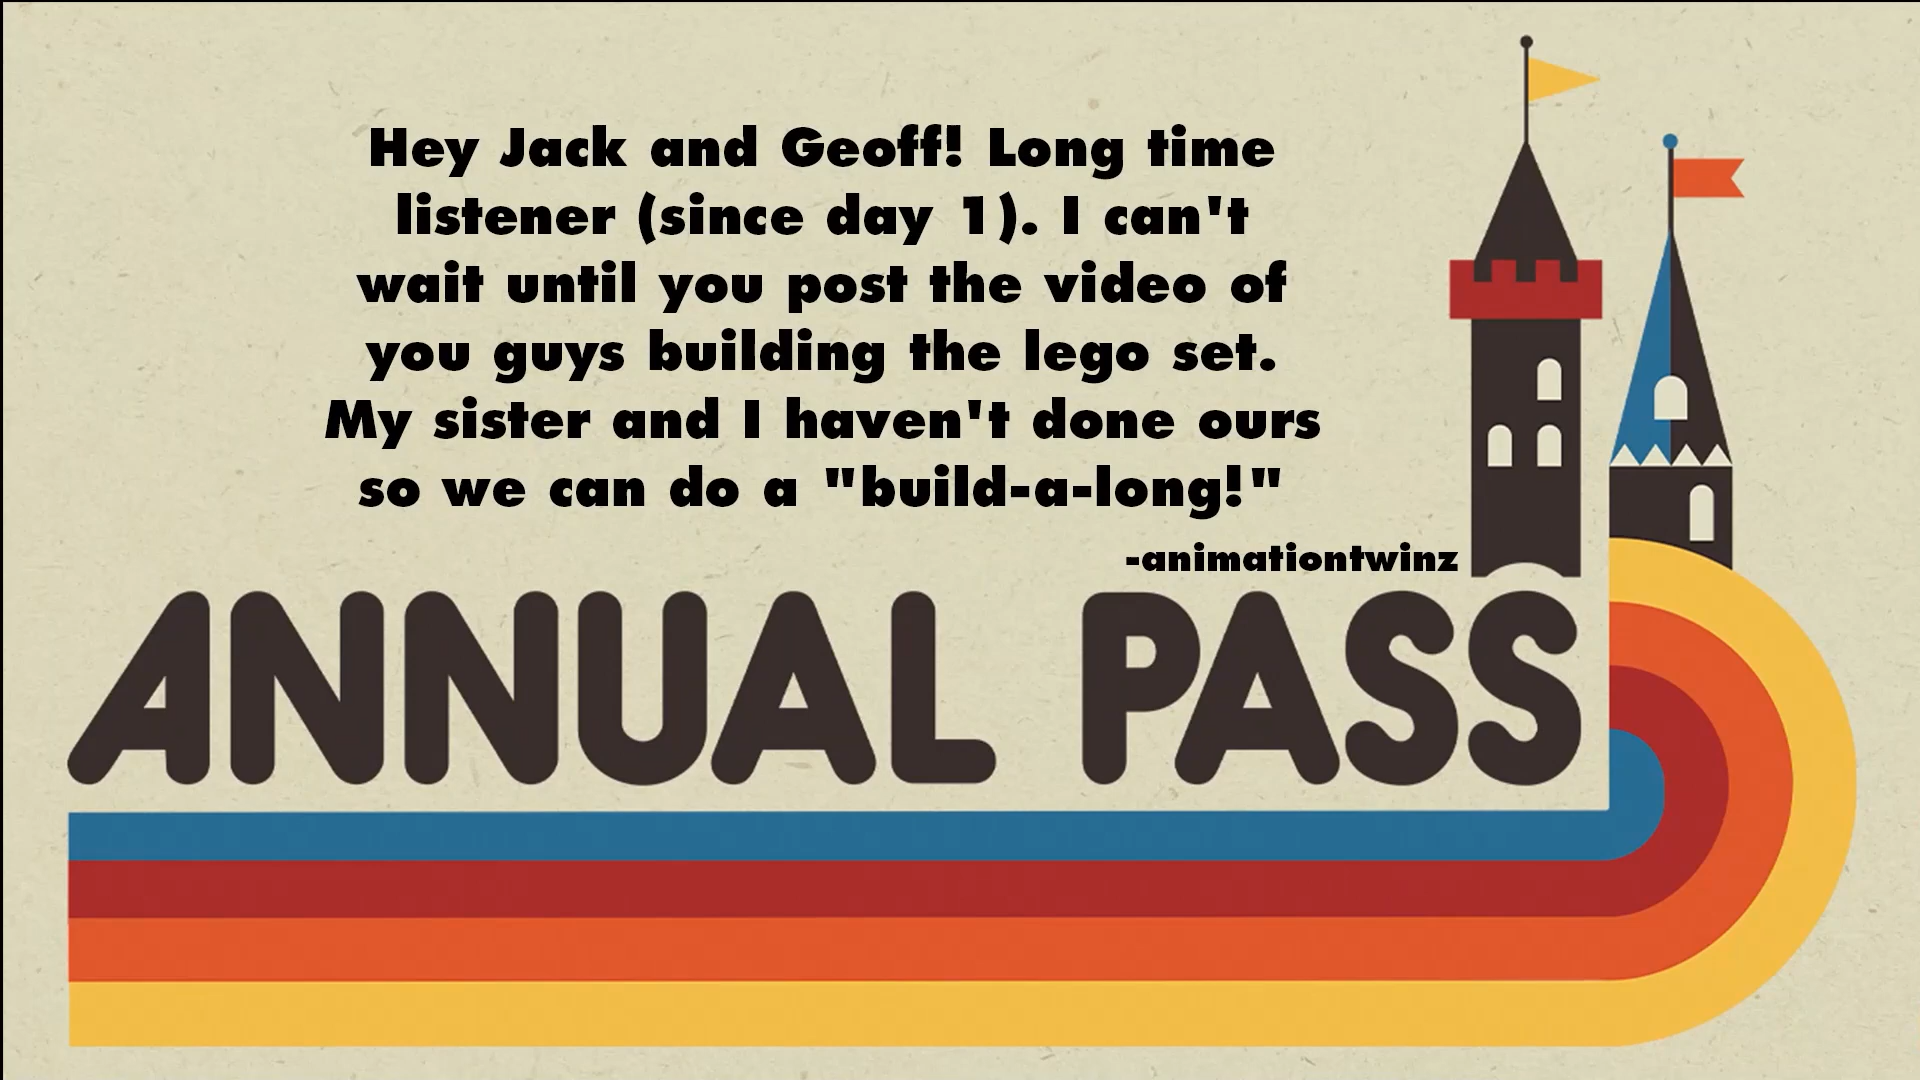 Hey Jack and Geoff! Long time
listener (since day 1). I can't
wait until you post the video of
you guys building the lego set.
My sister and I haven't done ours
so we can do a "build-a-long!"
-animationtwinz
ANNUAL PASS